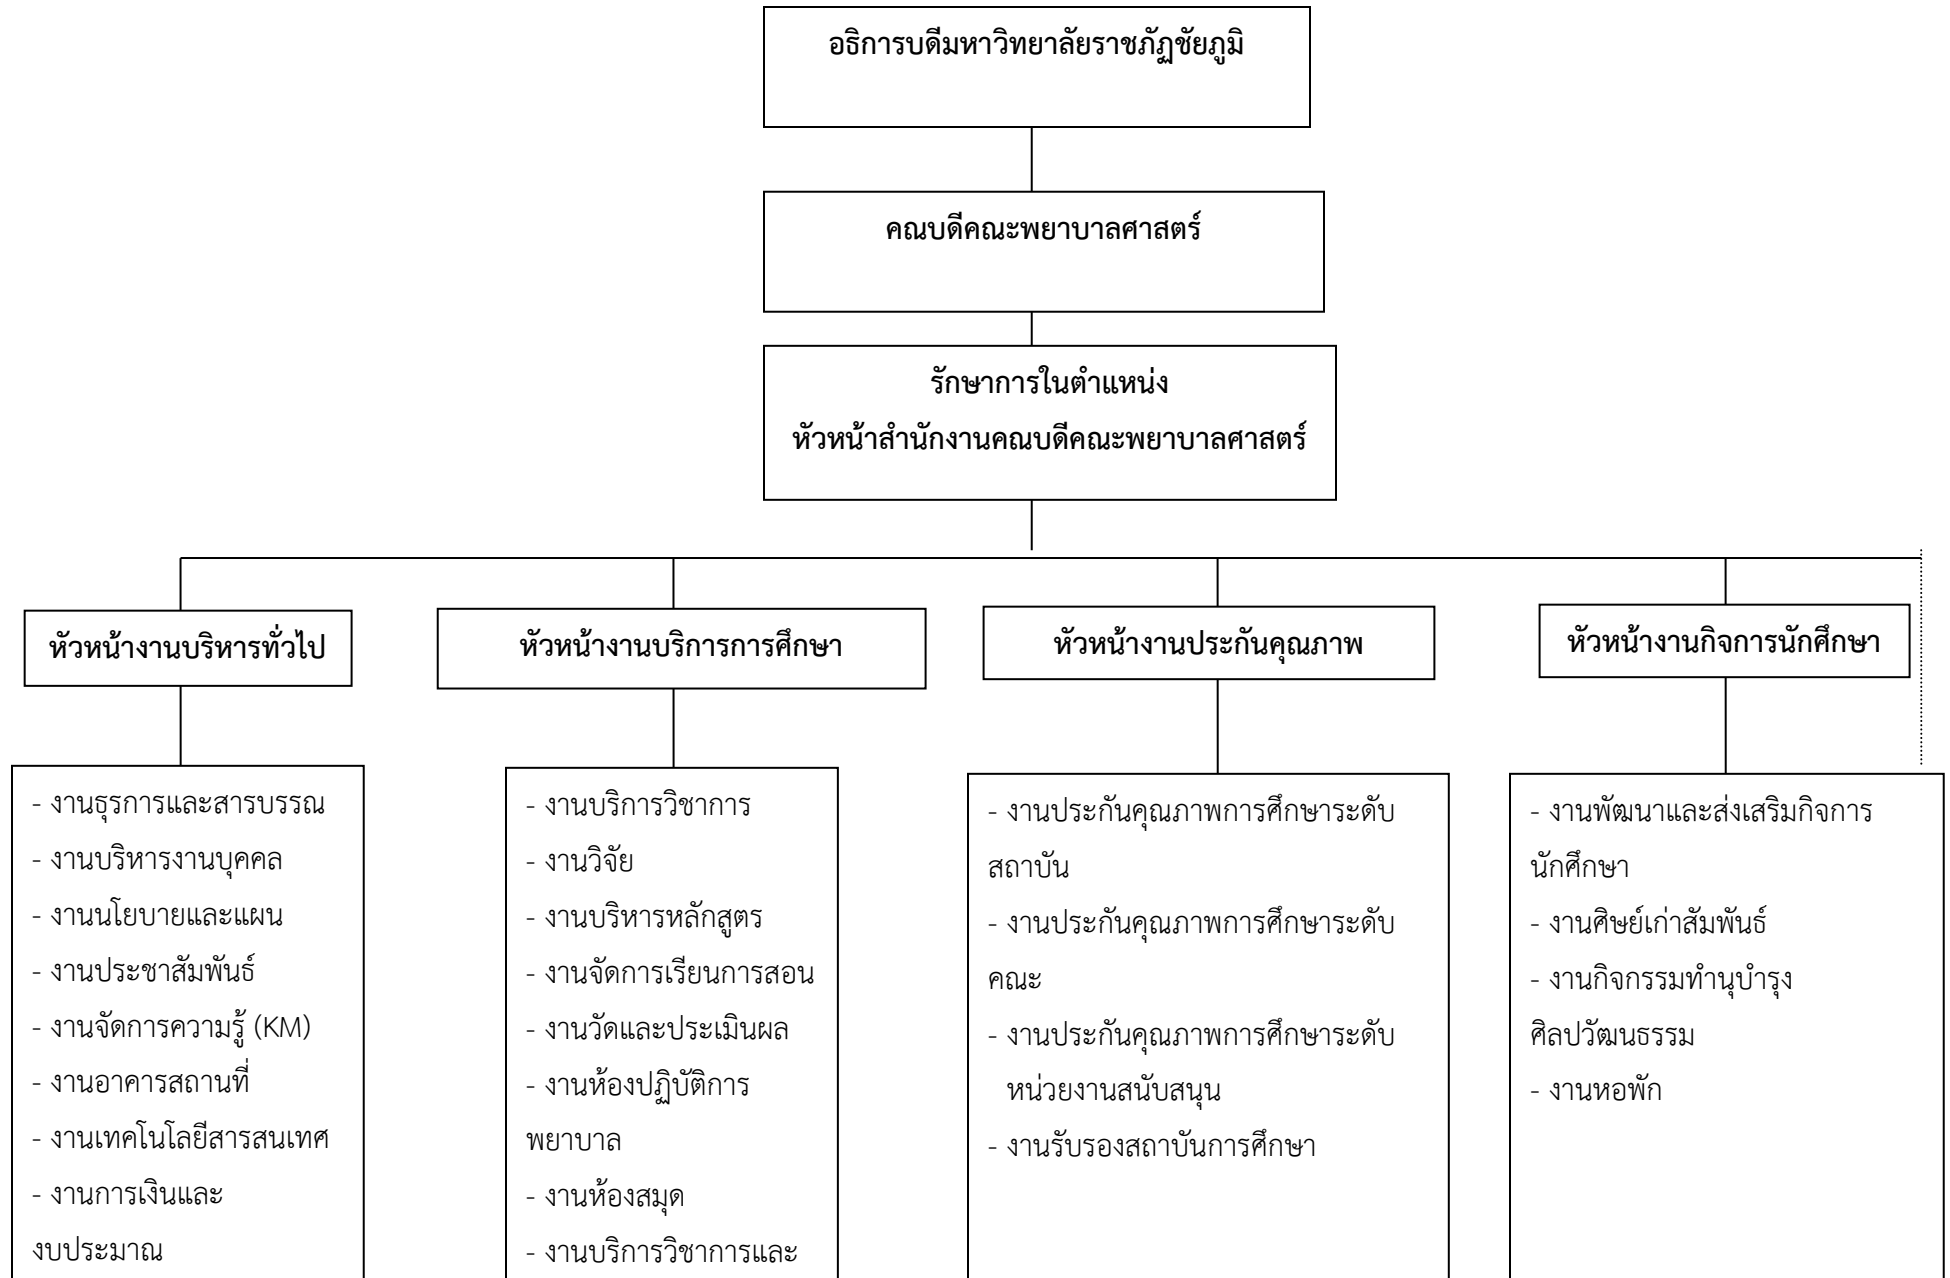 อธิการบดีมหาวิทยาลัยราชภัฏชัยภูมิ
คณบดีคณะพยาบาลศาสตร์
รักษาการในตำแหน่ง
หัวหน้าสำนักงานคณบดีคณะพยาบาลศาสตร์
หัวหน้างานบริหารทั่วไป
หัวหน้างานบริการการศึกษา
หัวหน้างานประกันคุณภาพ
หัวหน้างานกิจการนักศึกษา
- งานธุรการและสารบรรณ
- งานบริหารงานบุคคล
- งานนโยบายและแผน
- งานประชาสัมพันธ์
- งานจัดการความรู้ (KM)
- งานอาคารสถานที่
- งานเทคโนโลยีสารสนเทศ
- งานการเงินและ
งบประมาณ
- งานบริการวิชาการ
- งานวิจัย
- งานบริหารหลักสูตร
- งานจัดการเรียนการสอน
- งานวัดและประเมินผล
- งานห้องปฏิบัติการ
พยาบาล
- งานห้องสมุด
- งานบริการวิชาการและ
- งานประกันคุณภาพการศึกษาระดับ
สถาบัน
- งานประกันคุณภาพการศึกษาระดับ
คณะ
- งานประกันคุณภาพการศึกษาระดับ
หน่วยงานสนับสนุน
- งานรับรองสถาบันการศึกษา
- งานพัฒนาและส่งเสริมกิจการ
นักศึกษา
- งานศิษย์เก่าสัมพันธ์
- งานกิจกรรมทำนุบำรุง
ศิลปวัฒนธรรม
- งานหอพัก